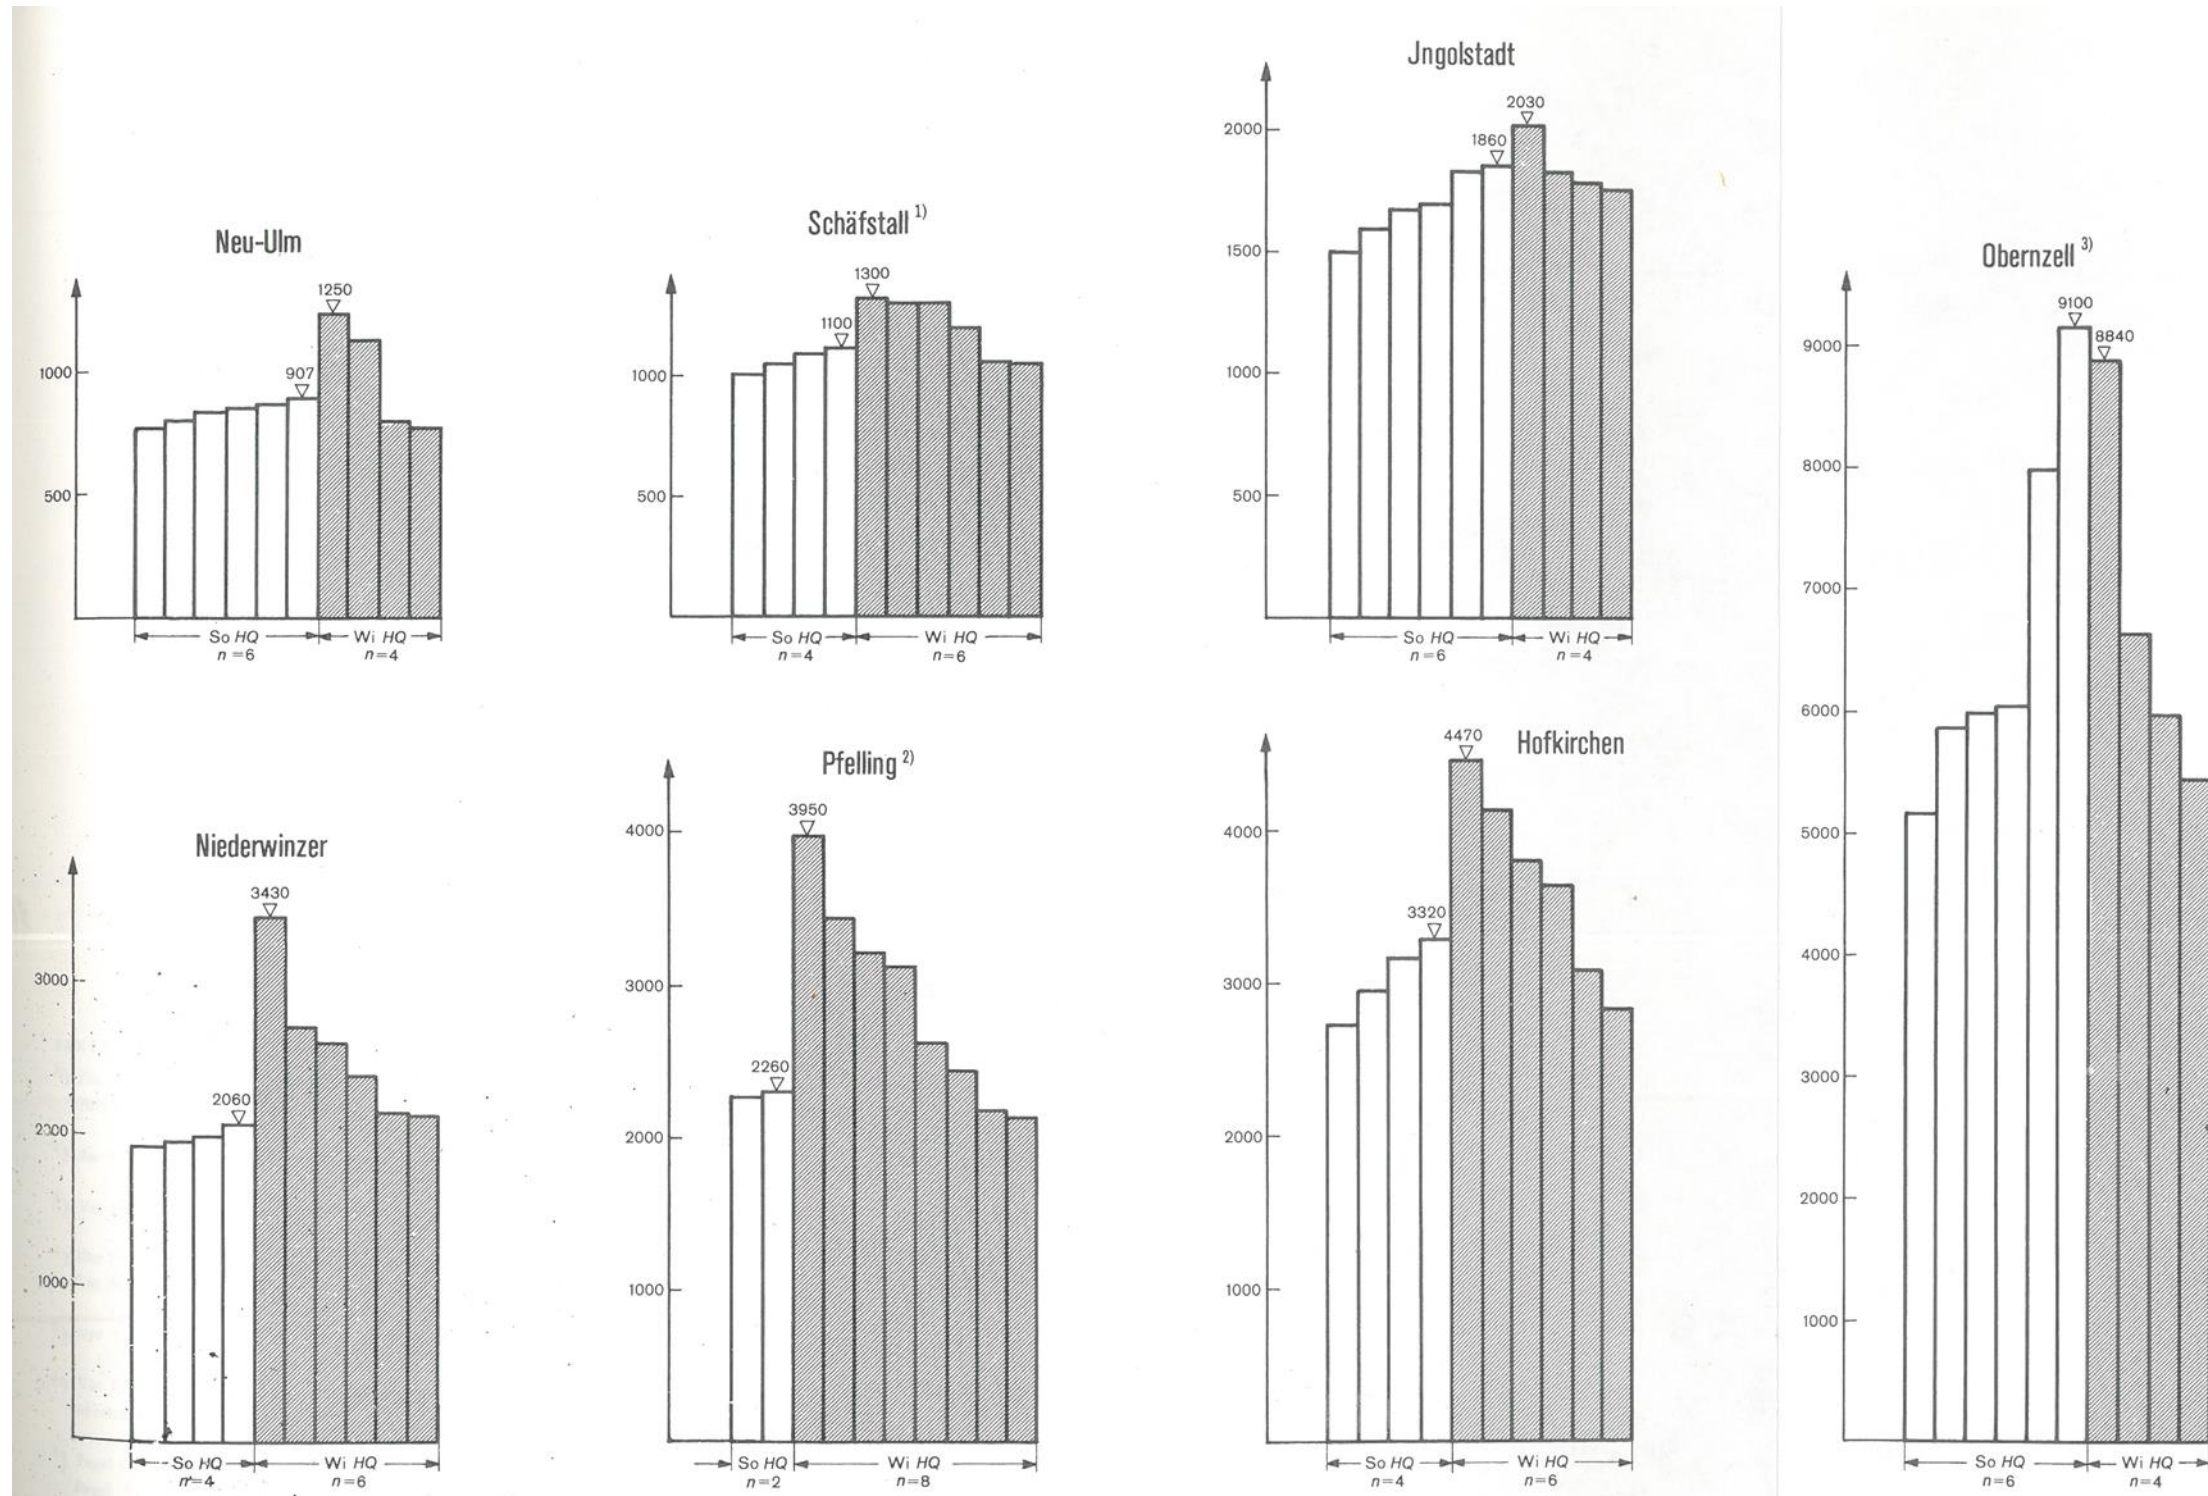 Neu-Ulm
1250
907
1000
500
So HQ
Wi HQ
n=6
n=4
Schäfstall 1)
1300
1100
1000
500
So HQ
Wi HQ
n=4
n=6
Jngolstadt
2030
1860
2000
1500
1000
500
So HQ
Wi HQ
n=6
n=4
Niederwinzer
3430
2060
3000
2000
1000
So HQ
Wi HQ
n=4
n=6
Pfelling 2)
3950
2260
4000
3000
2000
1000
So HQ
Wi HQ
n=2
n=8
Hofkirchen
4470
3320
4000
3000
2000
1000
So HQ
Wi HQ
n=4
n=6
Obernzell 3)
9100
8840
9000
8000
7000
6000
5000
4000
3000
2000
1000
So HQ
Wi HQ
n=6
n=4